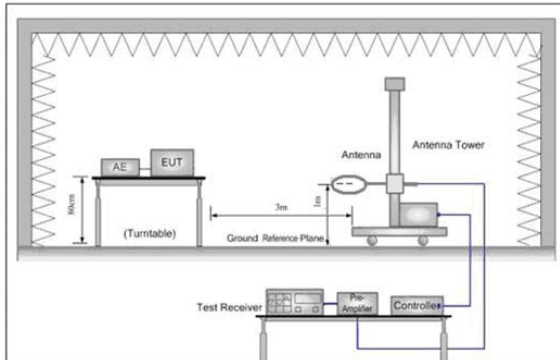 Antenna Tower
Antenna
EUT
AE
80cm
3m
1m
(Turntable)
Ground Reference Plane
Test Receiver
Pre-
Amplifier
Controller